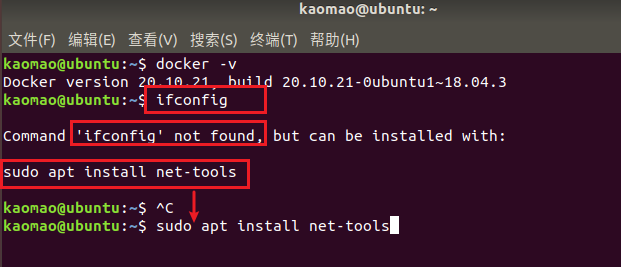 kaomao@ubuntu: ~
文件(F) 编辑(E) 查看(V) 搜索(S) 终端(T) 帮助(H)
kaomao@ubuntu:~$ docker -v
Docker version 20.10.21, build 20.10.21-0ubuntu1~18.04.3
kaomao@ubuntu:~$ ifconfig
Command 'ifconfig' not found, but can be installed with:
sudo apt install net-tools
kaomao@ubuntu:~$ ^C
kaomao@ubuntu:~$ sudo apt install net-tools